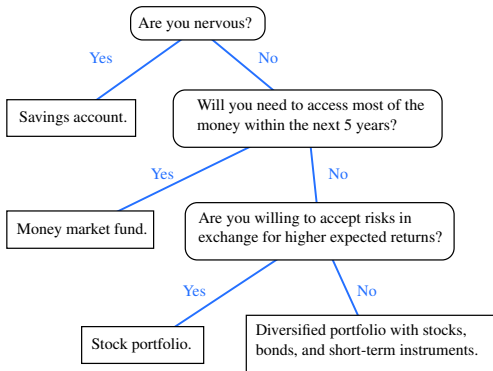 Are you nervous?
Yes
No
Savings account.
Will you need to access most of the
money within the next 5 years?
Yes
No
Money market fund.
Are you willing to accept risks in
exchange for higher expected returns?
Yes
No
Stock portfolio.
Diversified portfolio with stocks,
bonds, and short-term instruments.